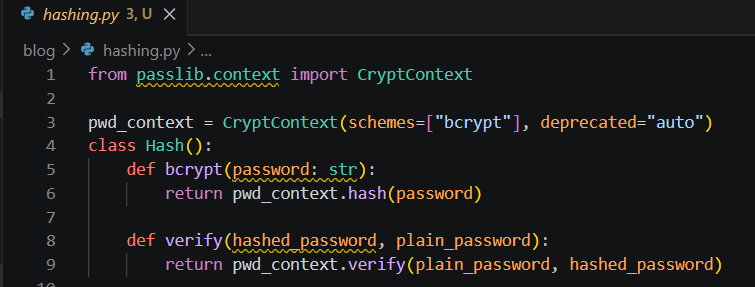 hashing.py 3, U
blog > hashing.py > ...
1 from passlib.context import CryptContext
2
3 pwd_context = CryptContext(schemes=["bcrypt"], deprecated="auto")
4 class Hash():
5     def bcrypt(password: str):
6         return pwd_context.hash(password)
7
8     def verify(hashed_password, plain_password):
9         return pwd_context.verify(plain_password, hashed_password)
10